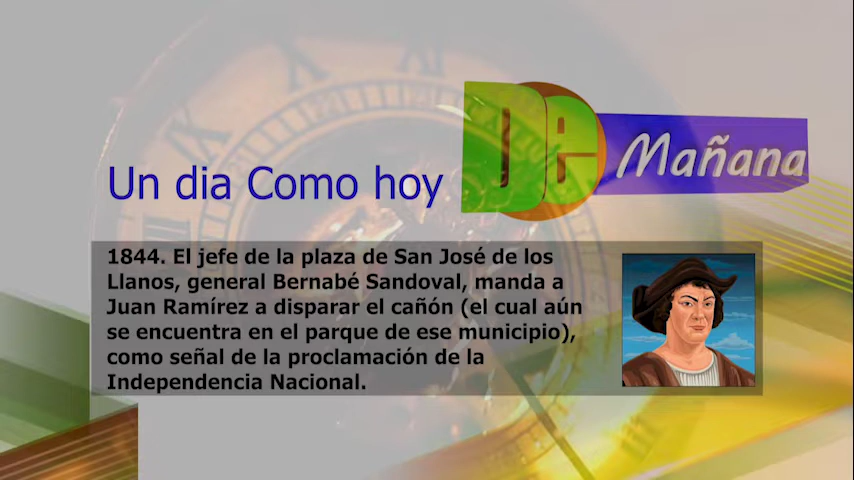 De Mañana
Un dia Como hoy
1844. El jefe de la plaza de San José de los
Llanos, general Bernabé Sandoval, manda a
Juan Ramírez a disparar el cañón (el cual aún
se encuentra en el parque de ese municipio),
como señal de la proclamación de la
Independencia Nacional.